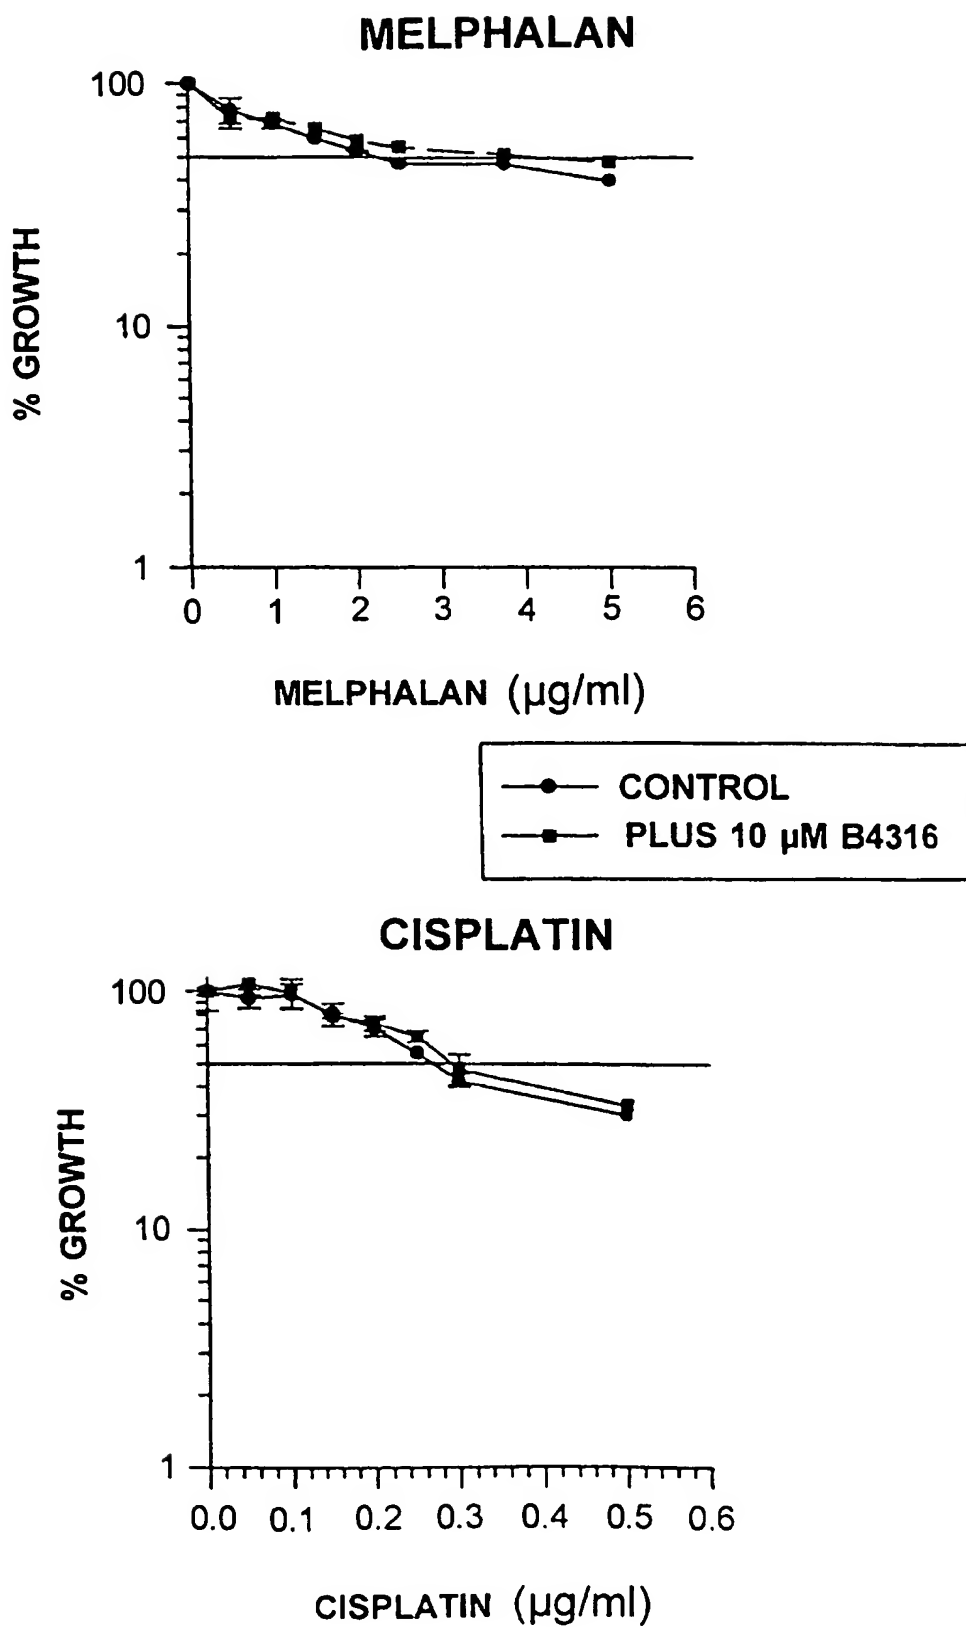 MELPHALAN
100
10
1
% GROWTH
0 1 2 3 4 5 6
MELPHALAN (µg/ml)
CONTROL
PLUS 10 µM B4316
CISPLATIN
100
10
1
% GROWTH
0.0 0.1 0.2 0.3 0.4 0.5 0.6
CISPLATIN (µg/ml)